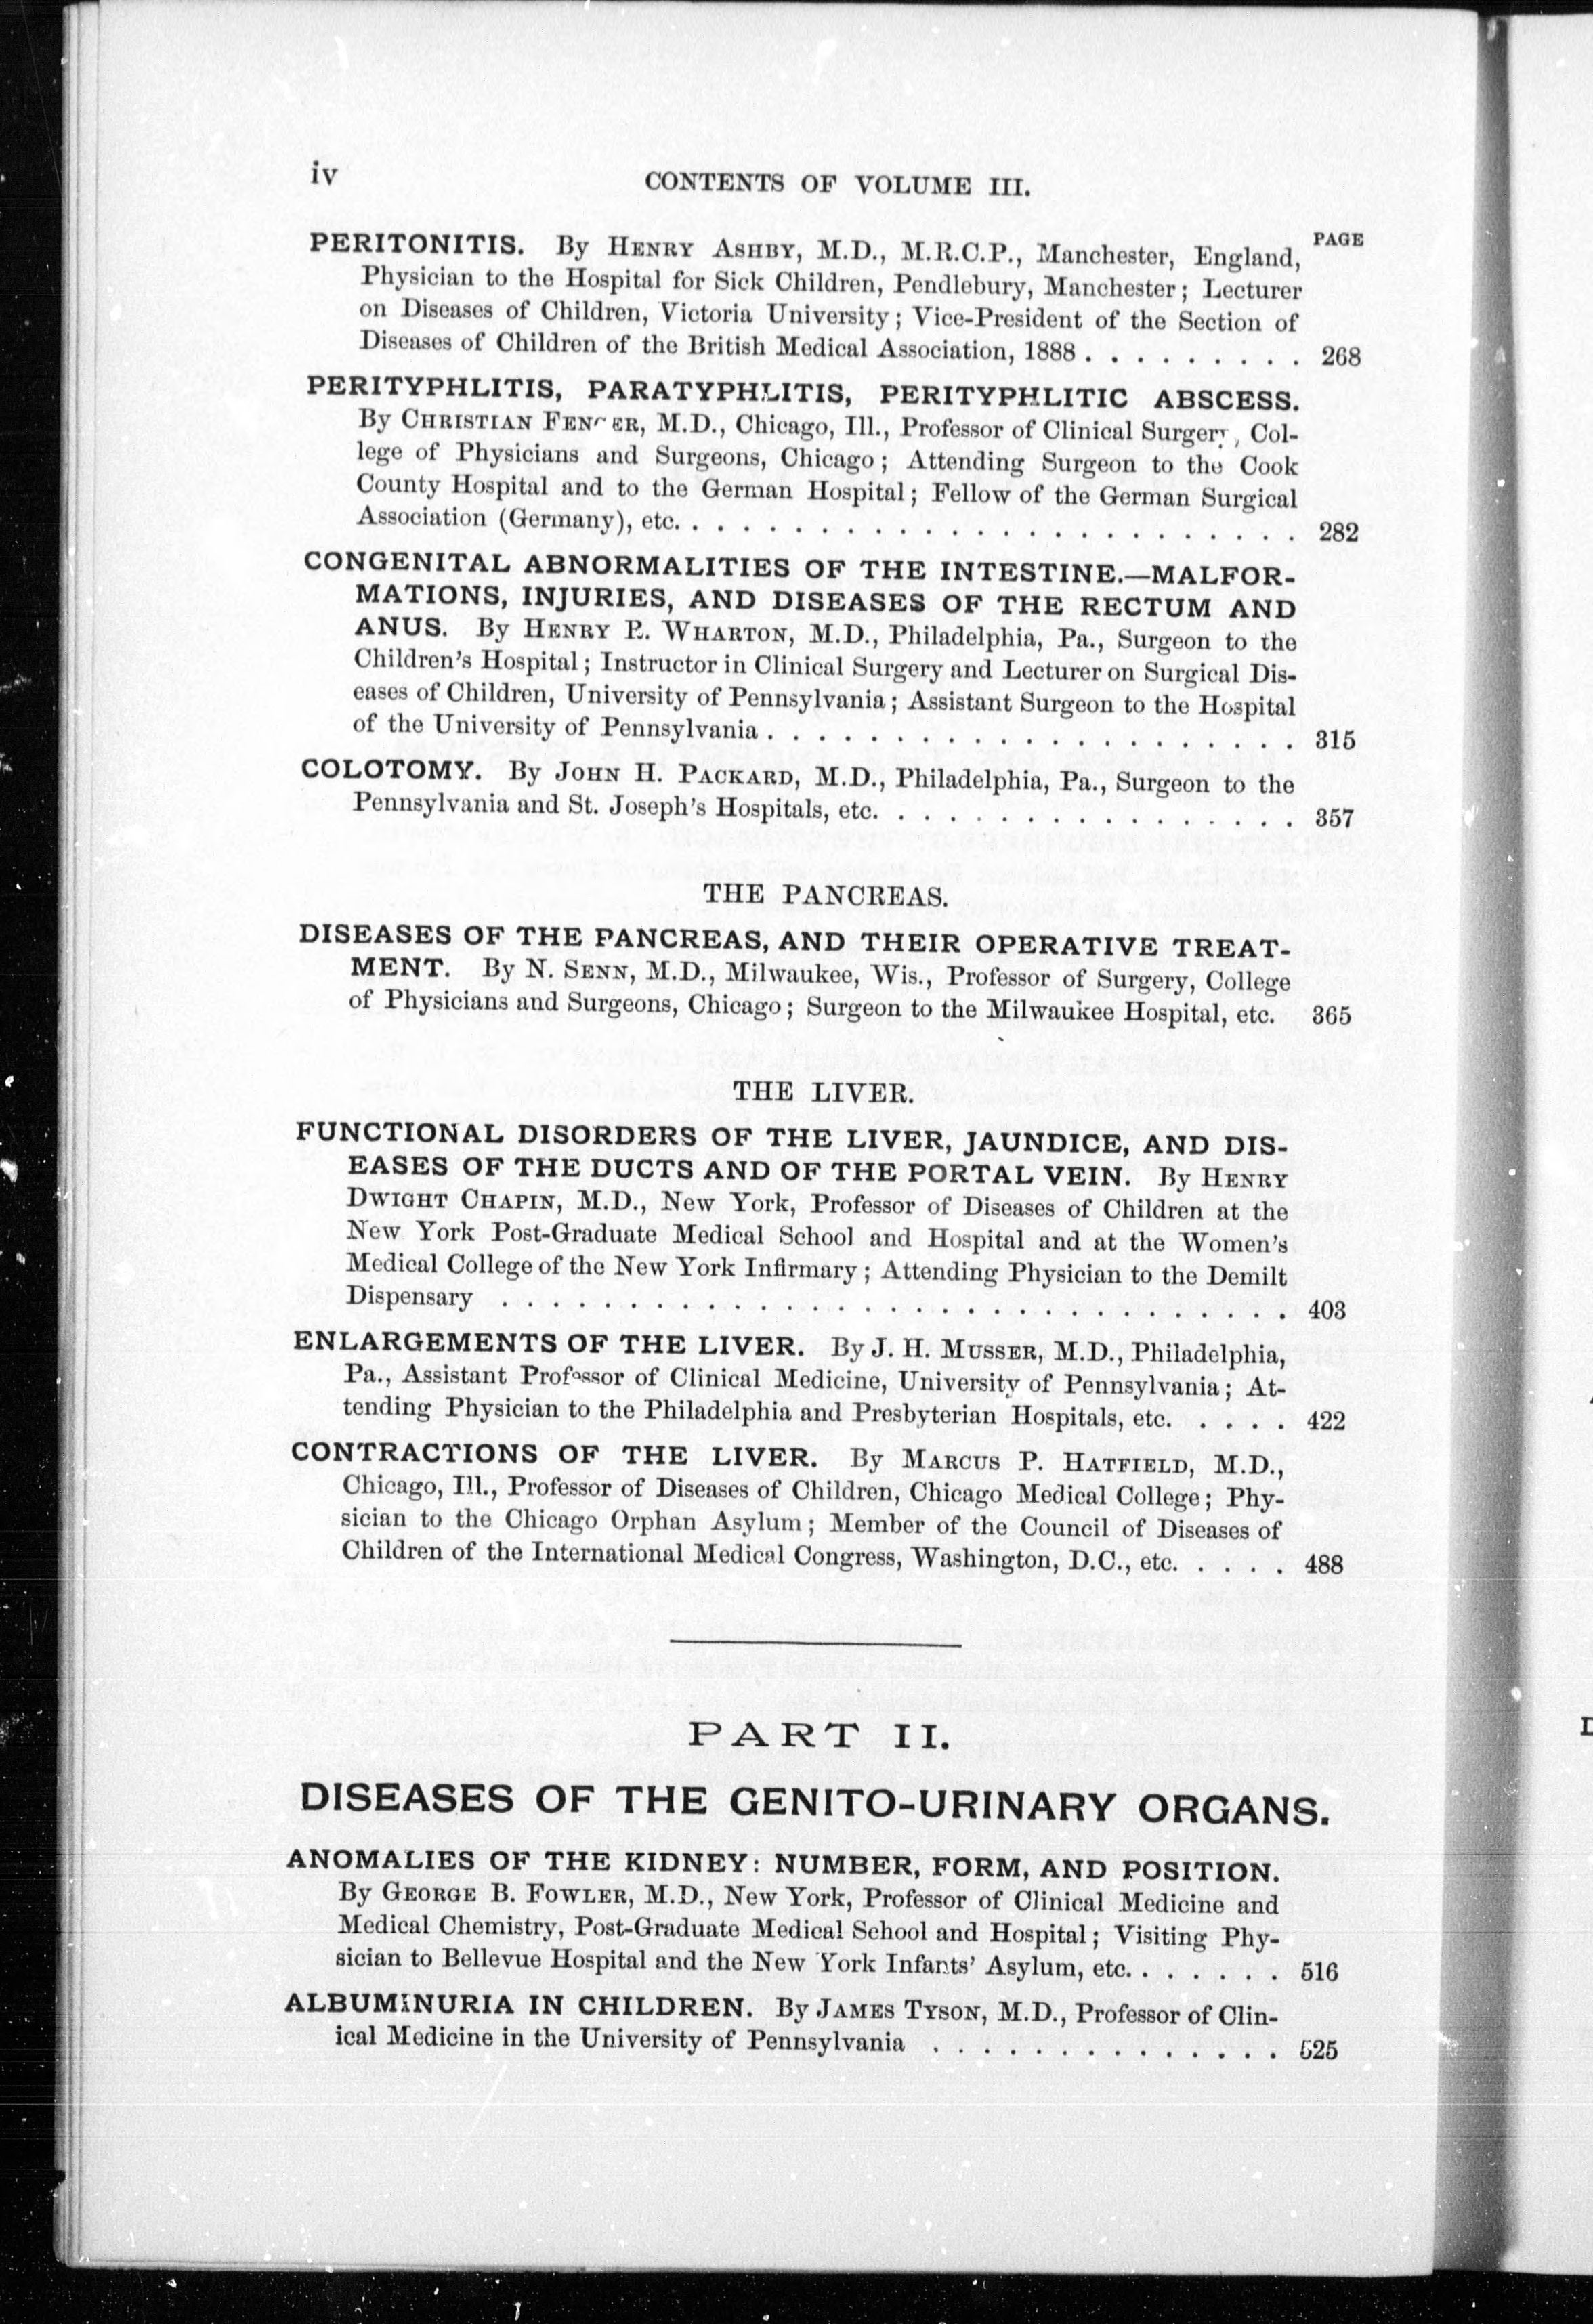 iv
CONTENTS OF VOLUME III.
PAGE
PERITONITIS. By HENRY ASHBY, M.D., M.R.C.P., Manchester, England,
Physician to the Hospital for Sick Children, Pendlebury, Manchester; Lecturer
on Diseases of Children, Victoria University; Vice-President of the Section of
Diseases of Children of the British Medical Association, 1888 . . . . . . . . . 268
PERITYPHLITIS, PARATYPHLITIS, PERITYPHLITIC ABSCESS.
By CHRISTIAN FENGER, M.D., Chicago, Ill., Professor of Clinical Surgery, Col-
lege of Physicians and Surgeons, Chicago; Attending Surgeon to the Cook
County Hospital and to the German Hospital; Fellow of the German Surgical
Association (Germany), etc. . . . . . . . . . . . . . . . . . . . . . . . . 282
CONGENITAL ABNORMALITIES OF THE INTESTINE.—MALFOR-
MATIONS, INJURIES, AND DISEASES OF THE RECTUM AND
ANUS. By HENRY R. WHARTON, M.D., Philadelphia, Pa., Surgeon to the
Children's Hospital; Instructor in Clinical Surgery and Lecturer on Surgical Dis-
eases of Children, University of Pennsylvania; Assistant Surgeon to the Hospital
of the University of Pennsylvania . . . . . . . . . . . . . . . . . . . . . 315
COLOTOMY. By JOHN H. PACKARD, M.D., Philadelphia, Pa., Surgeon to the
Pennsylvania and St. Joseph's Hospitals, etc. . . . . . . . . . . . . . . . . 357
THE PANCREAS.
DISEASES OF THE PANCREAS, AND THEIR OPERATIVE TREAT-
MENT. By N. SENN, M.D., Milwaukee, Wis., Professor of Surgery, College
of Physicians and Surgeons, Chicago; Surgeon to the Milwaukee Hospital, etc. 365
THE LIVER.
FUNCTIONAL DISORDERS OF THE LIVER, JAUNDICE, AND DIS-
EASES OF THE DUCTS AND OF THE PORTAL VEIN. By HENRY
DWIGHT CHAPIN, M.D., New York, Professor of Diseases of Children at the
New York Post-Graduate Medical School and Hospital and at the Women's
Medical College of the New York Infirmary; Attending Physician to the Demilt
Dispensary . . . . . . . . . . . . . . . . . . . . . . . . . . . . . . . 403
ENLARGEMENTS OF THE LIVER. By J. H. MUSSER, M.D., Philadelphia,
Pa., Assistant Professor of Clinical Medicine, University of Pennsylvania; At-
tending Physician to the Philadelphia and Presbyterian Hospitals, etc. . . . . 422
CONTRACTIONS OF THE LIVER. By MARCUS P. HATFIELD, M.D.,
Chicago, Ill., Professor of Diseases of Children, Chicago Medical College; Phy-
sician to the Chicago Orphan Asylum; Member of the Council of Diseases of
Children of the International Medical Congress, Washington, D.C., etc. . . . . 488
PART II.
DISEASES OF THE GENITO-URINARY ORGANS.
ANOMALIES OF THE KIDNEY: NUMBER, FORM, AND POSITION.
By GEORGE B. FOWLER, M.D., New York, Professor of Clinical Medicine and
Medical Chemistry, Post-Graduate Medical School and Hospital; Visiting Phy-
sician to Bellevue Hospital and the New York Infants' Asylum, etc. . . . . . . 516
ALBUMINURIA IN CHILDREN. By JAMES TYSON, M.D., Professor of Clin-
ical Medicine in the University of Pennsylvania . . . . . . . . . . . . . . 525